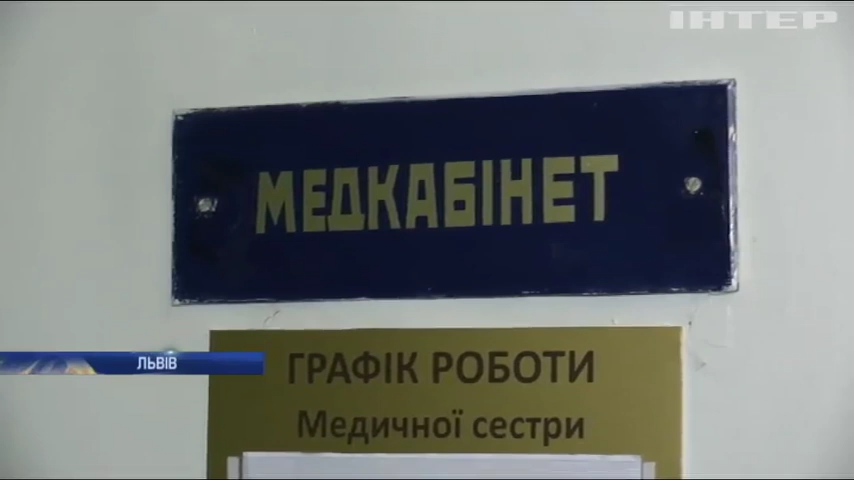 ІНТЕР
МЕДКАБІНЕТ
ЛЬВІВ
ГРАФІК РОБОТИ
Медичної сестри